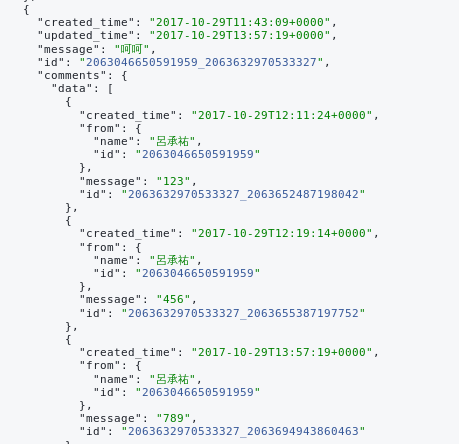 {
"created_time": "2017-10-29T11:43:09+0000",
"updated_time": "2017-10-29T13:57:19+0000",
"message": "呵呵",
"id": "2063046650591959_2063632970533327",
"comments": {
"data": [
{
"created_time": "2017-10-29T12:11:24+0000",
"from": {
"name": "呂承祐",
"id": "2063046650591959"
},
"message": "123",
"id": "2063632970533327_2063652487198042"
},
{
"created_time": "2017-10-29T12:19:14+0000",
"from": {
"name": "呂承祐",
"id": "2063046650591959"
},
"message": "456",
"id": "2063632970533327_2063655387197752"
},
{
"created_time": "2017-10-29T13:57:19+0000",
"from": {
"name": "呂承祐",
"id": "2063046650591959"
},
"message": "789",
"id": "2063632970533327_2063694943860463"